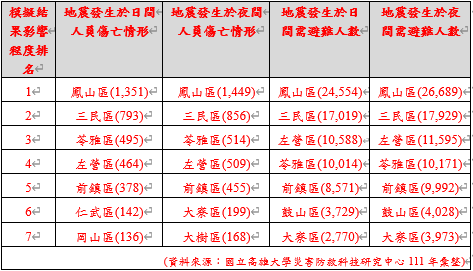 模擬結果影響程度排名 地震發生於日間人員傷亡情形 地震發生於夜間人員傷亡情形 地震發生於日間需避難人數 地震發生於夜間需避難人數
1 鳳山區(1,351) 鳳山區(1,449) 鳳山區(24,554) 鳳山區(26,689)
2 三民區(793) 三民區(856) 三民區(17,019) 三民區(17,929)
3 苓雅區(495) 苓雅區(514) 左營區(10,588) 左營區(11,595)
4 左營區(464) 左營區(509) 苓雅區(10,014) 苓雅區(10,171)
5 前鎮區(378) 前鎮區(455) 前鎮區(8,571) 前鎮區(9,992)
6 仁武區(142) 大寮區(199) 鼓山區(3,729) 鼓山區(4,028)
7 岡山區(136) 大樹區(168) 大寮區(2,770) 大寮區(3,973)
(資料來源：國立高雄大學災害防救科技研究中心 111 年彙整)